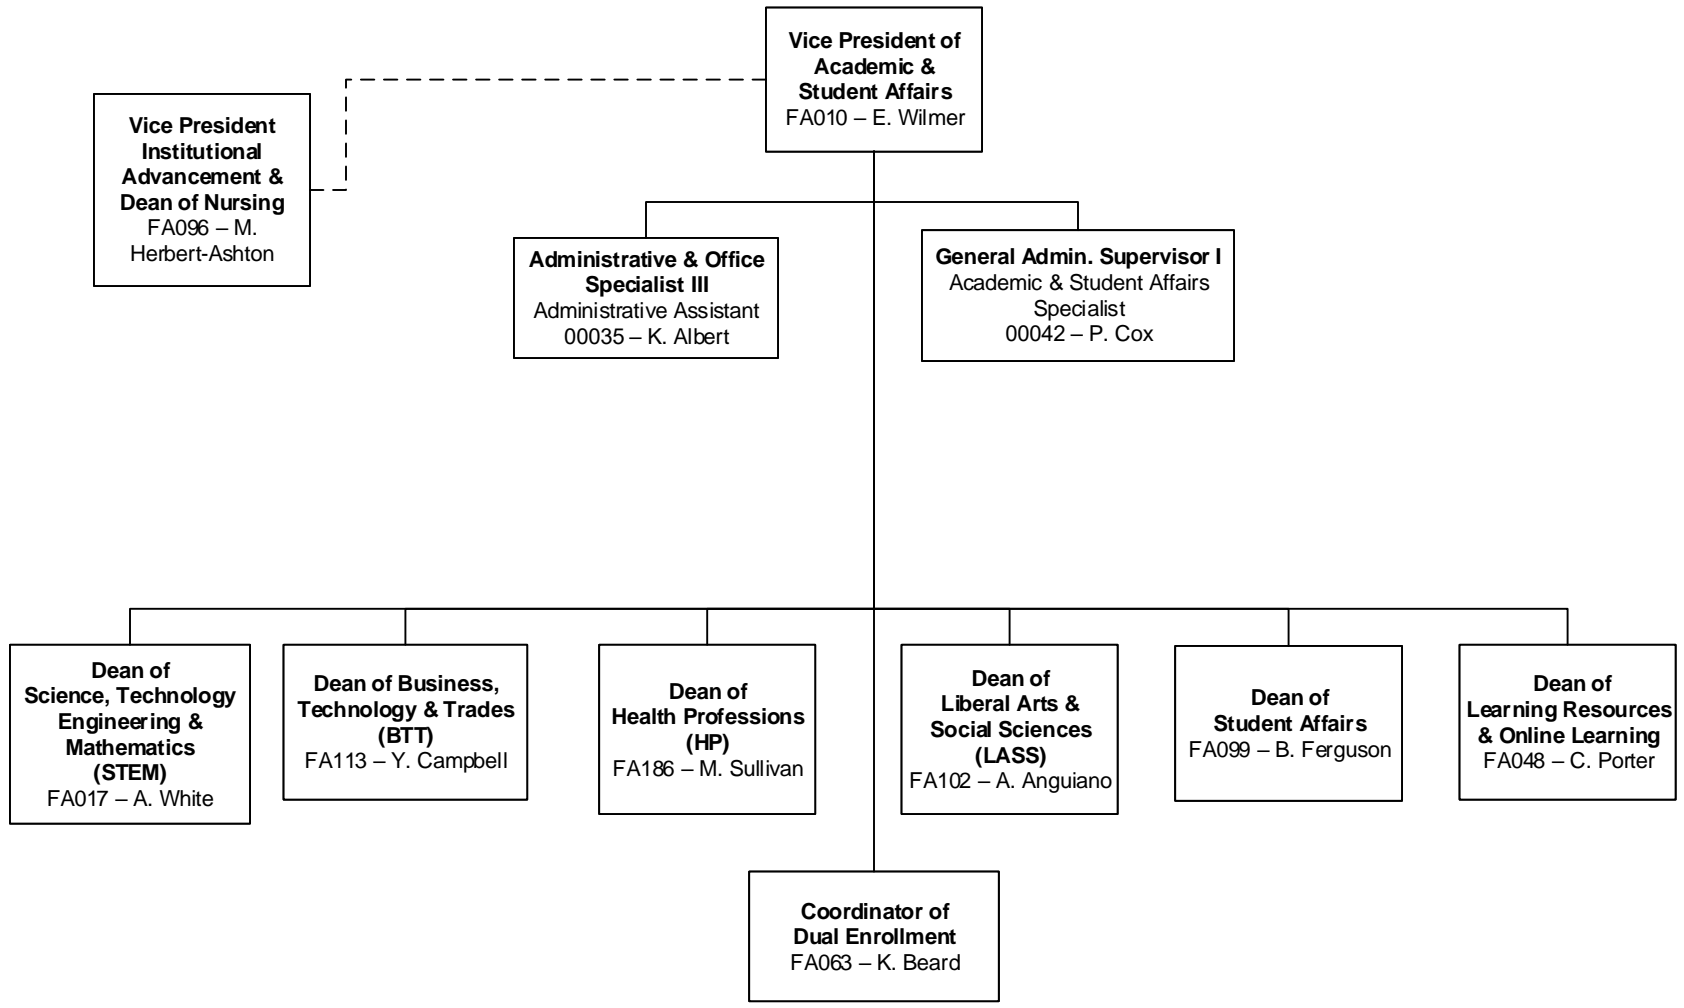 Vice President of
Academic &
Student Affairs
FA010 – E. Wilmer
Vice President
Institutional
Advancement &
Dean of Nursing
FA096 – M.
Herbert-Ashton
Administrative & Office
Specialist III
Administrative Assistant
00035 – K. Albert
General Admin. Supervisor I
Academic & Student Affairs
Specialist
00042 – P. Cox
Dean of
Science, Technology
Engineering &
Mathematics
(STEM)
FA017 – A. White
Dean of Business,
Technology & Trades
(BTT)
FA113 – Y. Campbell
Dean of
Health Professions
(HP)
FA186 – M. Sullivan
Dean of
Liberal Arts &
Social Sciences
(LASS)
FA102 – A. Anguiano
Dean of
Student Affairs
FA099 – B. Ferguson
Dean of
Learning Resources
& Online Learning
FA048 – C. Porter
Coordinator of
Dual Enrollment
FA063 – K. Beard